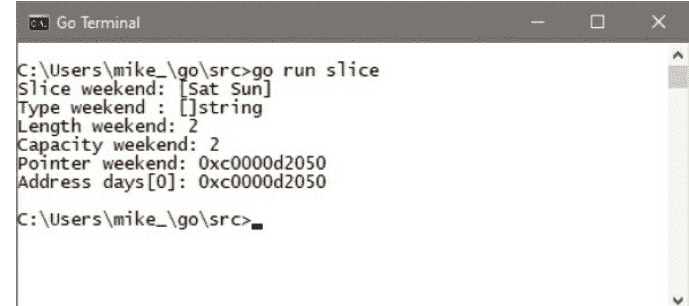 Go Terminal
C:\Users\mike_\go\src>go run slice
Slice weekend: [Sat Sun]
Type weekend : []string
Length weekend: 2
Capacity weekend: 2
Pointer weekend: 0xc0000d2050
Address days[0]: 0xc0000d2050
C:\Users\mike_\go\src>